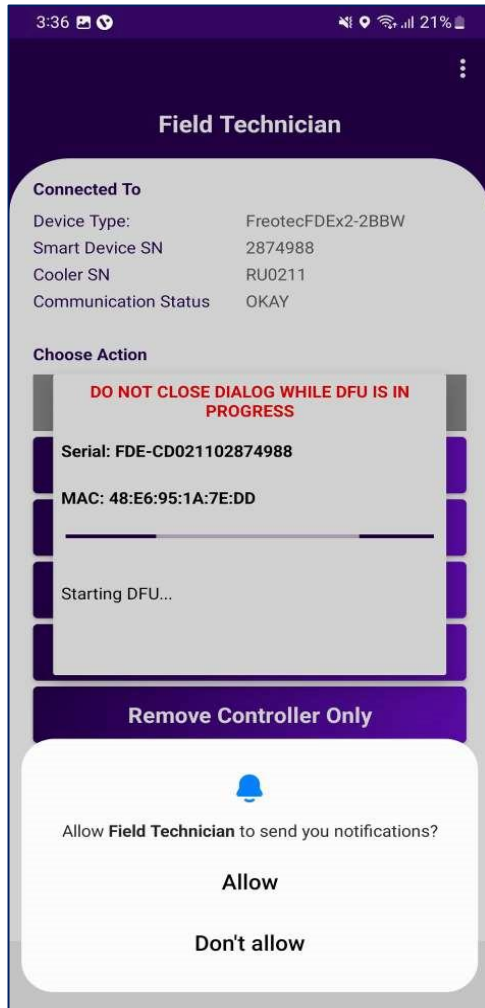 3:36 21%
Field Technician
Connected To
Device Type: FreotecFDEx2-2BBW
Smart Device SN 2874988
Cooler SN RU0211
Communication Status OKAY
Choose Action
DO NOT CLOSE DIALOG WHILE DFU IS IN
PROGRESS
Serial: FDE-CD021102874988
MAC: 48:E6:95:1A:7E:DD
Starting DFU...
Remove Controller Only
Allow Field Technician to send you notifications?
Allow
Don't allow